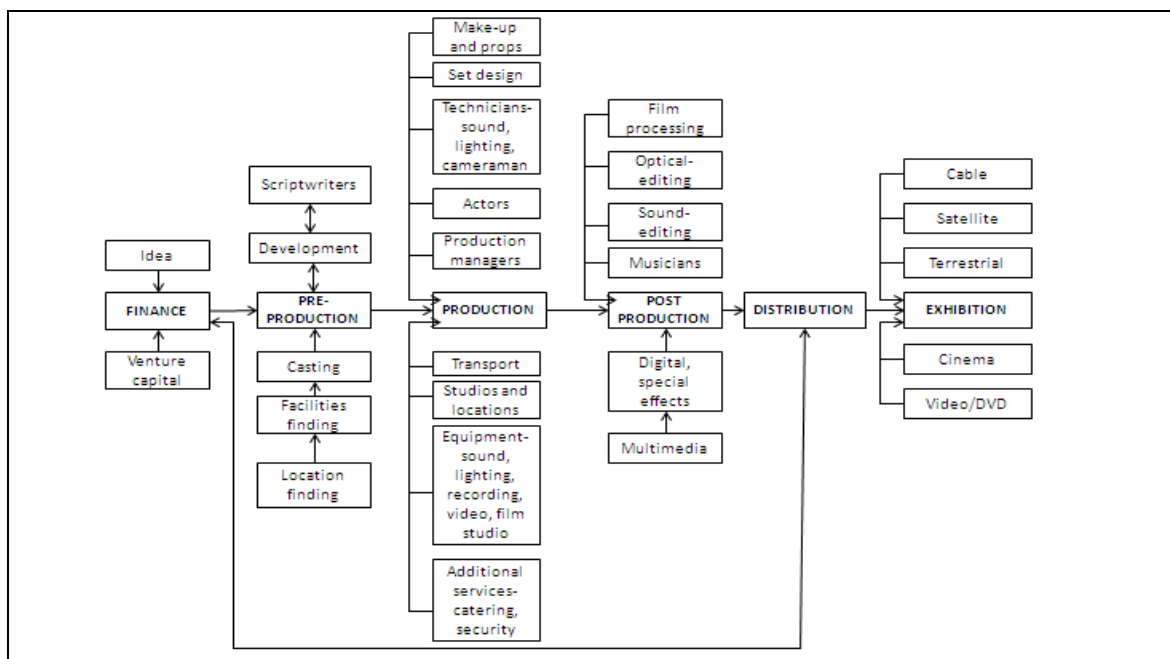 Make-up
and props
Set design
Technicians-
sound,
lighting,
cameraman
Actors
Production
managers
Film
processing
Optical-
editing
Sound-
editing
Musicians
Scriptwriters
Development
Idea
Cable
Satellite
Terrestrial
FINANCE
PRE-
PRODUCTION
PRODUCTION
POST
PRODUCTION
DISTRIBUTION
EXHIBITION
Venture
capital
Casting
Facilities
finding
Location
finding
Transport
Studios and
locations
Equipment-
sound,
lighting,
recording,
video, film
studio
Additional
services-
catering,
security
Digital,
special
effects
Multimedia
Cinema
Video/DVD